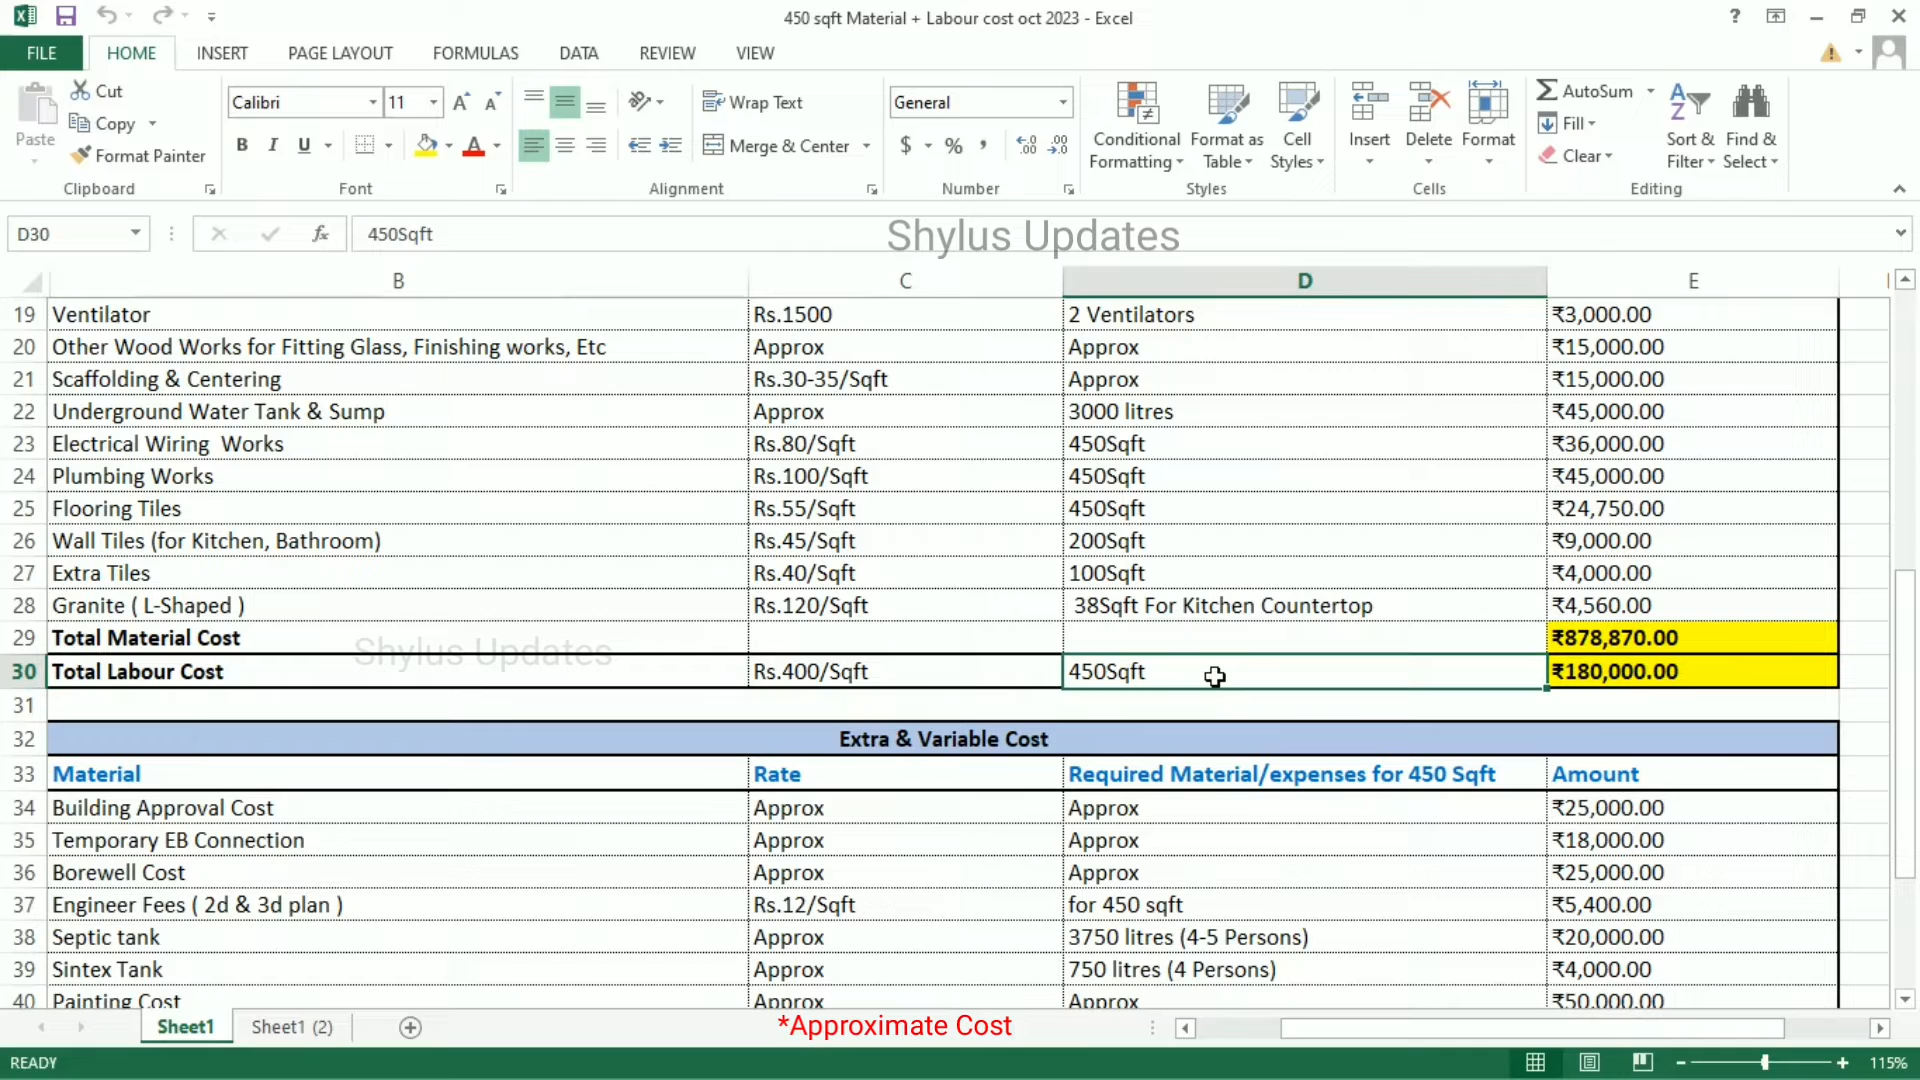 450 sqft Material + Labour cost oct 2023 - Excel
FILE HOME INSERT PAGE LAYOUT FORMULAS DATA REVIEW VIEW
Paste
Cut
Copy
Format Painter
Clipboard
Calibri 11
B I U
Font
Wrap Text
Merge & Center
Alignment
General
$ % ,
Number
Conditional Formatting
Format as Table
Cell Styles
Styles
Insert Delete Format
Cells
AutoSum
Fill
Clear
Sort & Filter
Find & Select
Editing
D30 fx 450Sqft
Shylus Updates
B C D E
19 Ventilator Rs.1500 2 Ventilators ₹3,000.00
20 Other Wood Works for Fitting Glass, Finishing works, Etc Approx Approx ₹15,000.00
21 Scaffolding & Centering Rs.30-35/Sqft Approx ₹15,000.00
22 Underground Water Tank & Sump Approx 3000 litres ₹45,000.00
23 Electrical Wiring Works Rs.80/Sqft 450Sqft ₹36,000.00
24 Plumbing Works Rs.100/Sqft 450Sqft ₹45,000.00
25 Flooring Tiles Rs.55/Sqft 450Sqft ₹24,750.00
26 Wall Tiles (for Kitchen, Bathroom) Rs.45/Sqft 200Sqft ₹9,000.00
27 Extra Tiles Rs.40/Sqft 100Sqft ₹4,000.00
28 Granite ( L-Shaped ) Rs.120/Sqft 38Sqft For Kitchen Countertop ₹4,560.00
29 Total Material Cost ₹878,870.00
Shylus Updates
30 Total Labour Cost Rs.400/Sqft 450Sqft ₹180,000.00
31
32 Extra & Variable Cost
33 Material Rate Required Material/expenses for 450 Sqft Amount
34 Building Approval Cost Approx Approx ₹25,000.00
35 Temporary EB Connection Approx Approx ₹18,000.00
36 Borewell Cost Approx Approx ₹25,000.00
37 Engineer Fees ( 2d & 3d plan ) Rs.12/Sqft for 450 sqft ₹5,400.00
38 Septic tank Approx 3750 litres (4-5 Persons) ₹20,000.00
39 Sintex Tank Approx 750 litres (4 Persons) ₹4,000.00
40 Painting Cost Approx Approx ₹50,000.00
Sheet1 Sheet1 (2)
*Approximate Cost
READY 115%